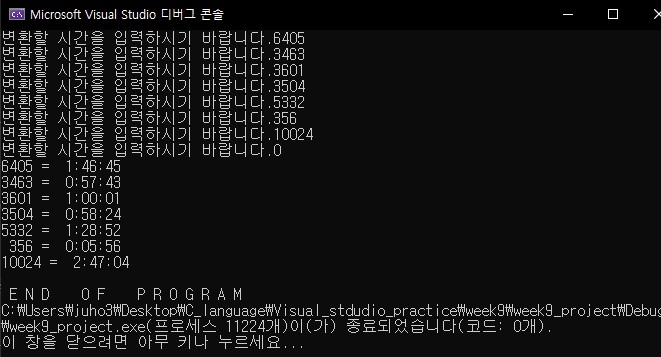 Microsoft Visual Studio 디버그 콘솔
변환할 시간을 입력하시기 바랍니다.6405
변환할 시간을 입력하시기 바랍니다.3463
변환할 시간을 입력하시기 바랍니다.3601
변환할 시간을 입력하시기 바랍니다.3504
변환할 시간을 입력하시기 바랍니다.5332
변환할 시간을 입력하시기 바랍니다.356
변환할 시간을 입력하시기 바랍니다.10024
변환할 시간을 입력하시기 바랍니다.0
6405 =  1:46:45
3463 =  0:57:43
3601 =  1:00:01
3504 =  0:58:24
5332 =  1:28:52
 356 =  0:05:56
10024 =  2:47:04
E N D   O F   P R O G R A M
C:₩Users₩juho3₩Desktop₩C_language₩Visual_stdudio_practice₩week9₩week9_project₩Debug
₩week9_project.exe(프로세스 11224개)이(가) 종료되었습니다(코드: 0개).
이 창을 닫으려면 아무 키나 누르세요...